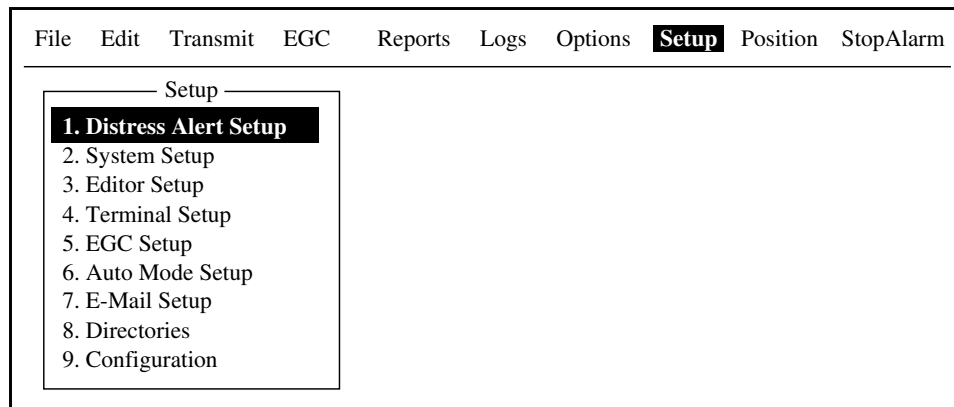 File Edit Transmit EGC Reports Logs Options Setup Position StopAlarm
Setup
1. Distress Alert Setup
2. System Setup
3. Editor Setup
4. Terminal Setup
5. EGC Setup
6. Auto Mode Setup
7. E-Mail Setup
8. Directories
9. Configuration